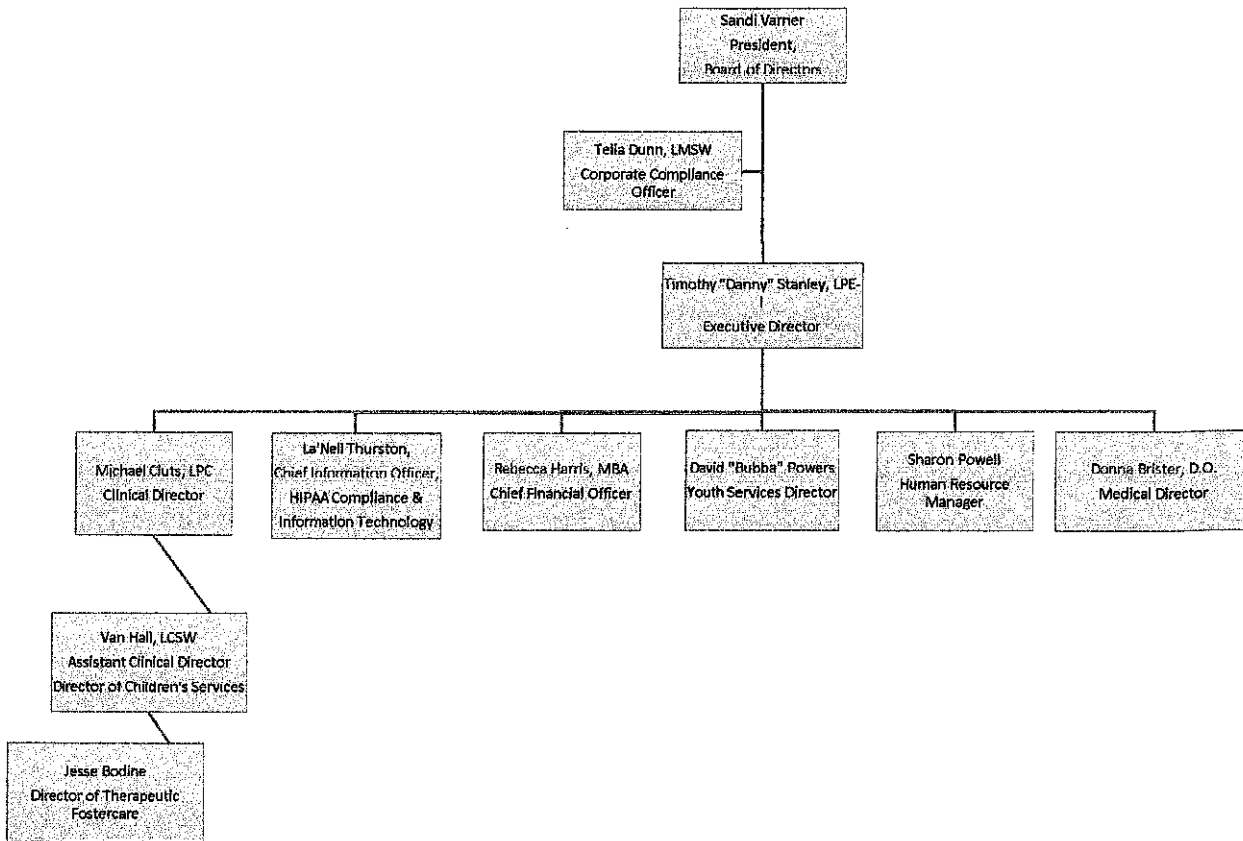 Sandi Varner
President,
Board of Directors
Telia Dunn, LMSW
Corporate Compliance
Officer
Timothy "Danny" Stanley, LPE-
I
Executive Director
Michael Cluts, LPC
Clinical Director
La'Nell Thurston,
Chief Information Officer,
HIPAA Compliance &
Information Technology
Rebecca Harris, MBA
Chief Financial Officer
David "Bubba" Powers
Youth Services Director
Sharon Powell
Human Resource
Manager
Donna Brister, D.O.
Medical Director
Van Hall, LCSW
Assistant Clinical Director
Director of Children's Services
Jesse Bodine
Director of Therapeutic
Fostercare